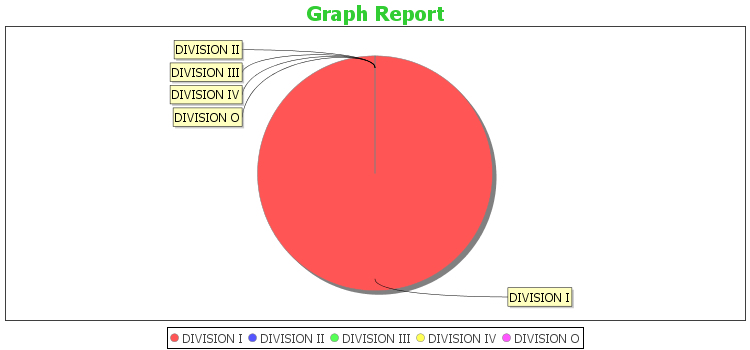 Graph Report
DIVISION II
DIVISION III
DIVISION IV
DIVISION O
DIVISION I
DIVISION I DIVISION II DIVISION III DIVISION IV DIVISION O